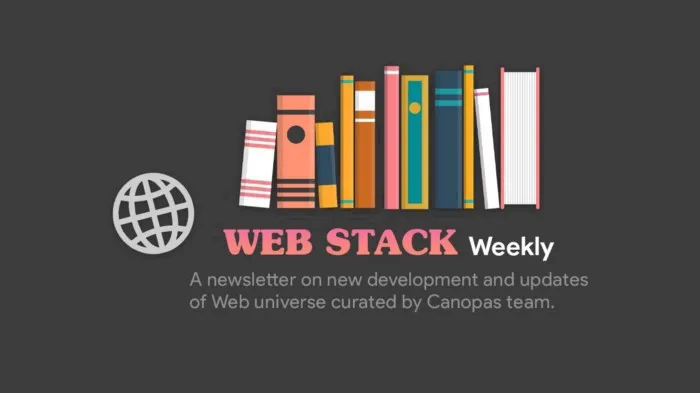 WEB STACK Weekly
A newsletter on new development and updates
of Web universe curated by Canopas team.